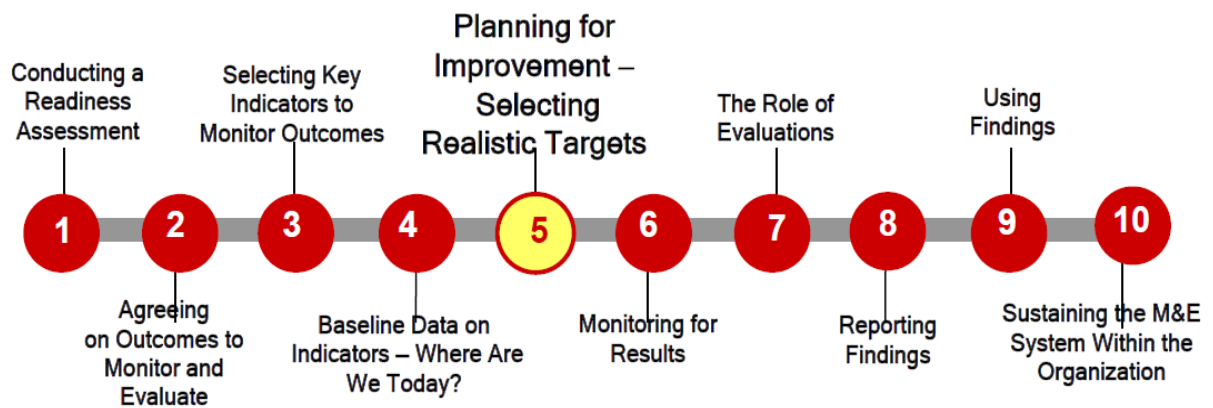 Conducting a
Readiness
Assessment
1
Agreeing
on Outcomes to
Monitor and
Evaluate
2
Selecting Key
Indicators to
Monitor Outcomes
3
Baseline Data on
Indicators – Where Are
We Today?
4
Planning for
Improvement –
Selecting
Realistic Targets
5
Monitoring for
Results
6
The Role of
Evaluations
7
Reporting
Findings
8
Using
Findings
9
Sustaining the M&E
System Within the
Organization
10